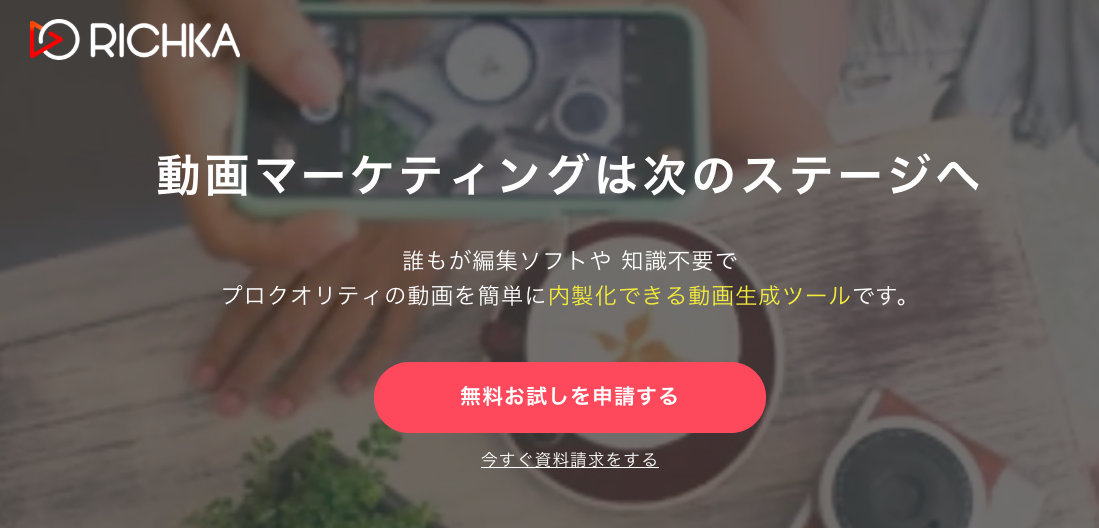 RICHKA
動画マーケティングは次のステージへ
誰もが編集ソフトや 知識不要で
プロクオリティの動画を簡単に内製化できる動画生成ツールです。
無料お試しを申請する
今すぐ資料請求をする